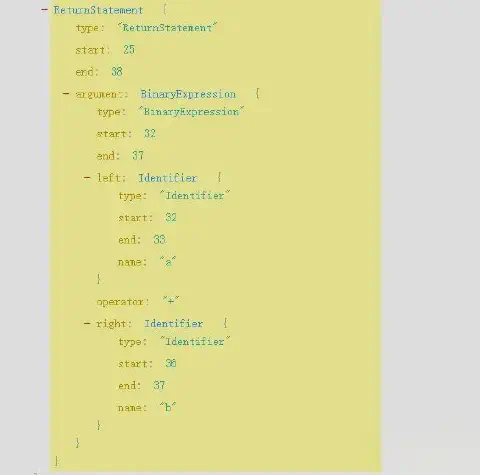 - ReturnStatement {
type: "ReturnStatement"
start: 25
end: 38
- argument: BinaryExpression {
type: "BinaryExpression"
start: 32
end: 37
- left: Identifier {
type: "Identifier"
start: 32
end: 33
name: "a"
}
operator: "+"
- right: Identifier {
type: "Identifier"
start: 36
end: 37
name: "b"
}
}
}